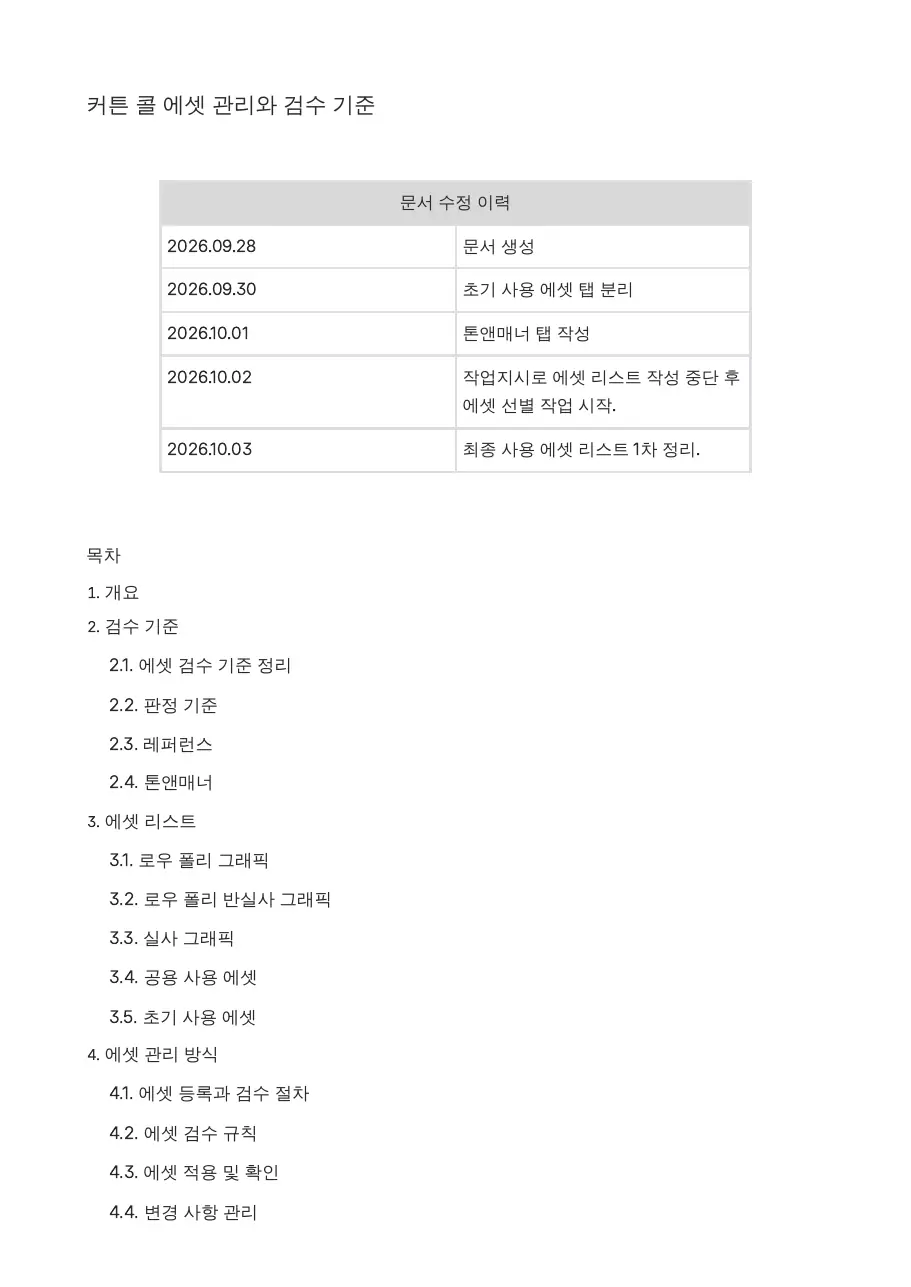 커튼 콜 에셋 관리와 검수 기준
문서 수정 이력
2026.09.28 문서 생성
2026.09.30 초기 사용 에셋 탭 분리
2026.10.01 톤앤매너 탭 작성
2026.10.02 작업지시로 에셋 리스트 작성 중단 후
에셋 선별 작업 시작.
2026.10.03 최종 사용 에셋 리스트 1차 정리.
목차
1. 개요
2. 검수 기준
2.1. 에셋 검수 기준 정리
2.2. 판정 기준
2.3. 레퍼런스
2.4. 톤앤매너
3. 에셋 리스트
3.1. 로우 폴리 그래픽
3.2. 로우 폴리 반실사 그래픽
3.3. 실사 그래픽
3.4. 공용 사용 에셋
3.5. 초기 사용 에셋
4. 에셋 관리 방식
4.1. 에셋 등록과 검수 절차
4.2. 에셋 검수 규칙
4.3. 에셋 적용 및 확인
4.4. 변경 사항 관리